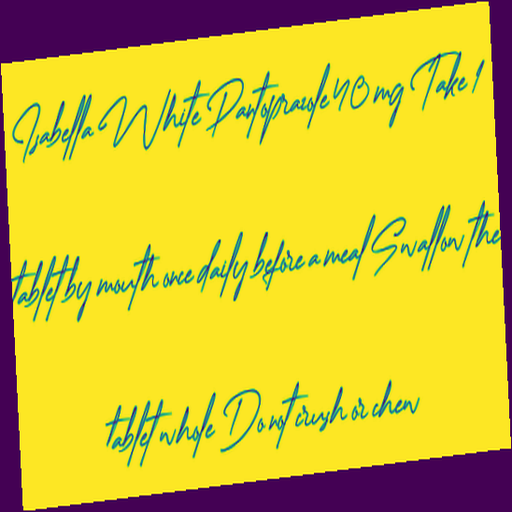 Isabella White Pantoprazole 40 mg Take 1
tablet by mouth once daily before a meal Swallow the
tablet whole Do not crush or chew